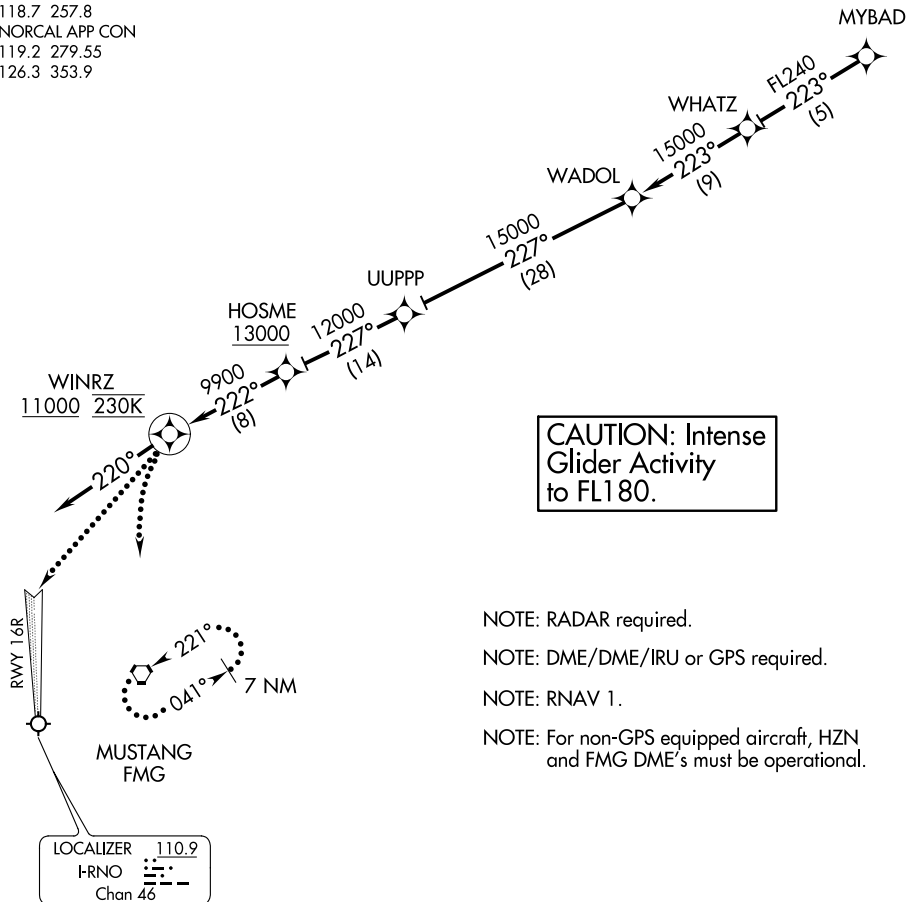 118.7 257.8
NORCAL APP CON
119.2 279.55
126.3 353.9
MYBAD
FL240
223°
(5)
WHATZ
15000
223°
(9)
WADOL
15000
227°
(28)
UUPPP
12000
227°
(14)
HOSME
13000
9900
222°
(8)
WINRZ
11000 230K
220°
CAUTION: Intense
Glider Activity
to FL180.
RWY 16R
221°
041°
7 NM
MUSTANG
FMG
NOTE: RADAR required.
NOTE: DME/DME/IRU or GPS required.
NOTE: RNAV 1.
NOTE: For non-GPS equipped aircraft, HZN
and FMG DME's must be operational.
LOCALIZER 110.9
I-RNO
Chan 46